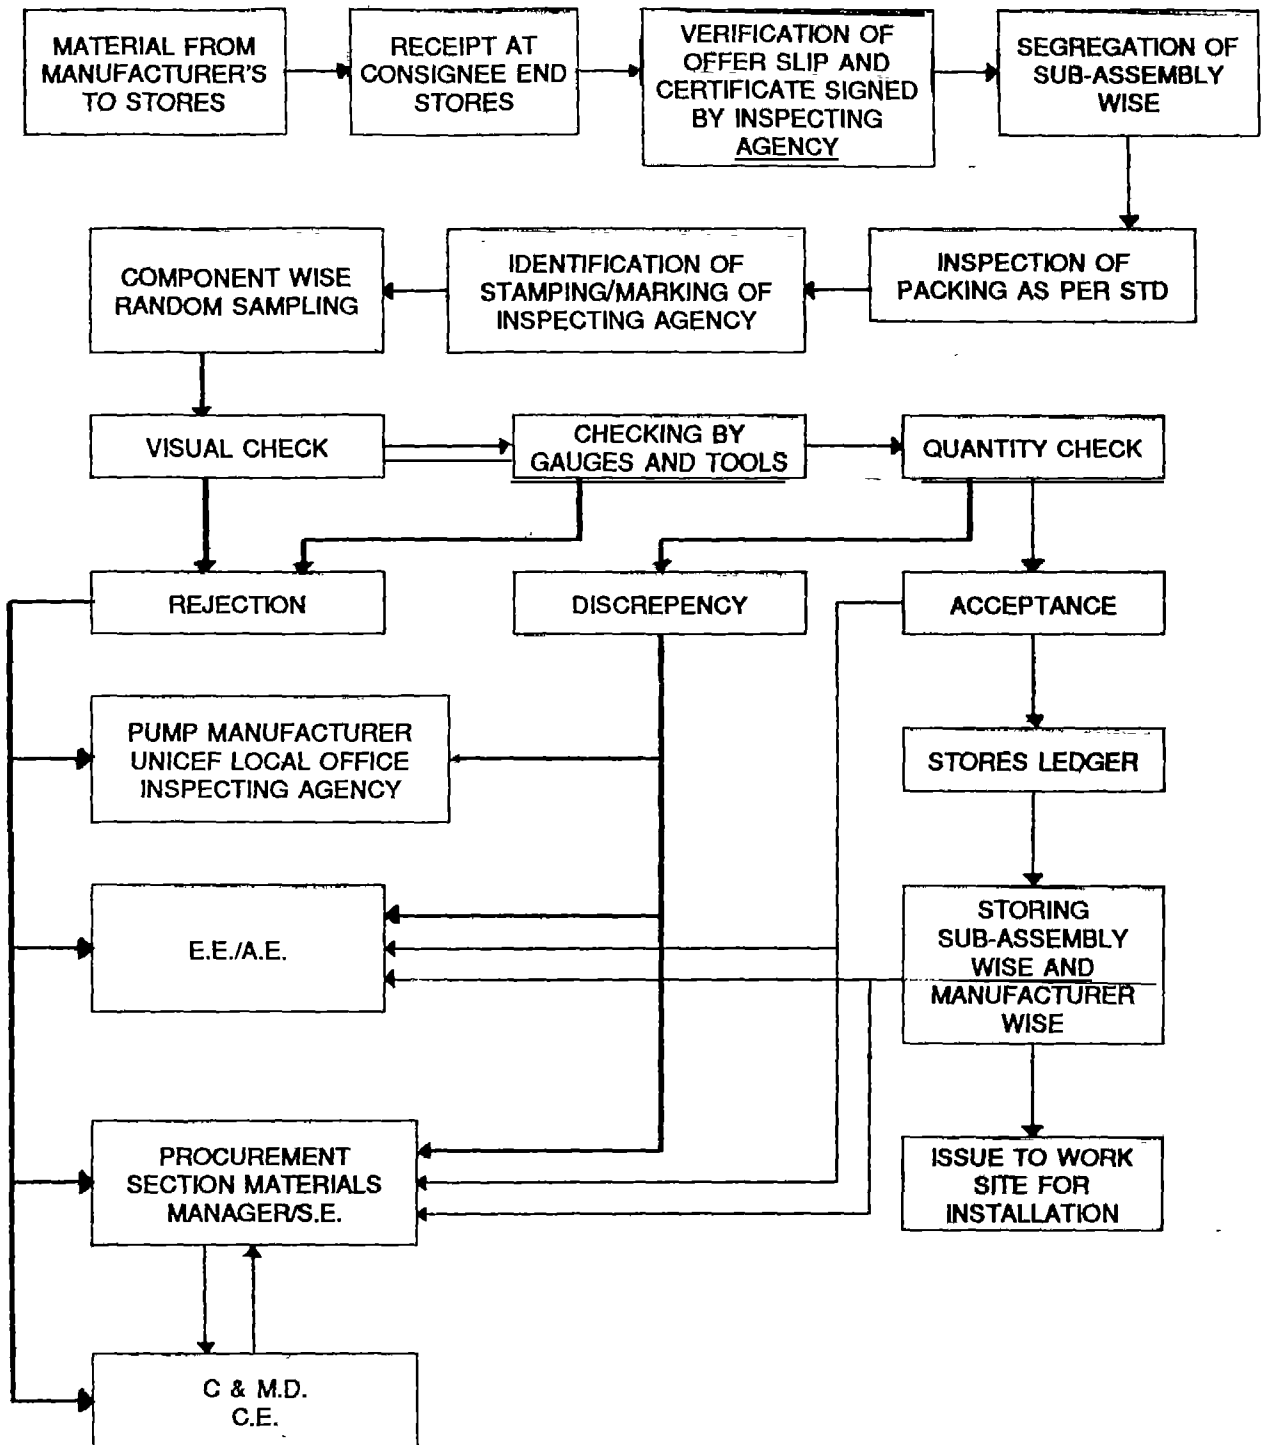 MATERIAL FROM
MANUFACTURER'S
TO STORES
RECEIPT AT
CONSIGNEE END
STORES
VERIFICATION OF
OFFER SLIP AND
CERTIFICATE SIGNED
BY INSPECTING
AGENCY
SEGREGATION OF
SUB-ASSEMBLY
WISE
COMPONENT WISE
RANDOM SAMPLING
IDENTIFICATION OF
STAMPING/MARKING OF
INSPECTING AGENCY
INSPECTION OF
PACKING AS PER STD
VISUAL CHECK
CHECKING BY
GAUGES AND TOOLS
QUANTITY CHECK
REJECTION
DISCREPENCY
ACCEPTANCE
PUMP MANUFACTURER
UNICEF LOCAL OFFICE
INSPECTING AGENCY
STORES LEDGER
E.E./A.E.
STORING
SUB-ASSEMBLY
WISE AND
MANUFACTURER
WISE
PROCUREMENT
SECTION MATERIALS
MANAGER/S.E.
ISSUE TO WORK
SITE FOR
INSTALLATION
C & M.D.
C.E.